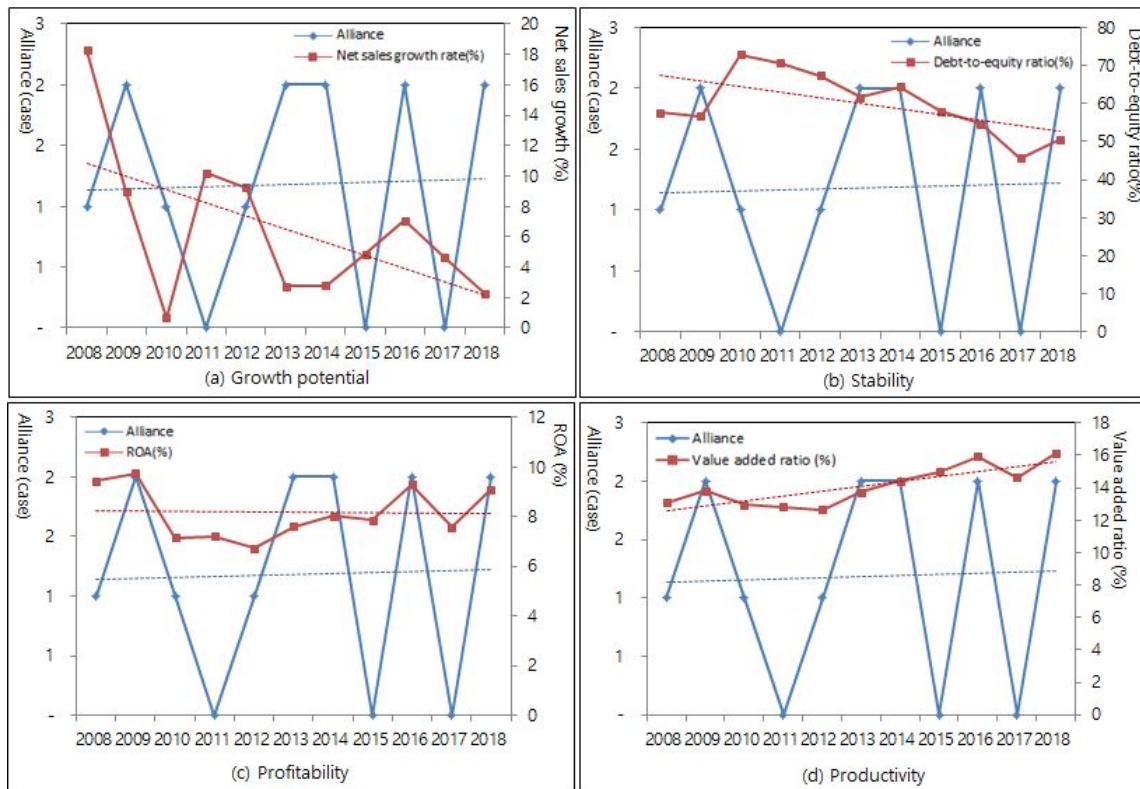 Alliance (case)
3
2
2
1
1
-
Alliance
Net sales growth rate(%)
20
18
16
14
12
10
8
6
4
2
0
Net sales growth (%)
2008 2009 2010 2011 2012 2013 2014 2015 2016 2017 2018
(a) Growth potential
Alliance (case)
3
2
2
1
1
-
Alliance
Debt-to-equity ratio(%)
80
70
60
50
40
30
20
10
0
Debt-to-equity ratio(%)
2008 2009 2010 2011 2012 2013 2014 2015 2016 2017 2018
(b) Stability
Alliance (case)
3
2
2
1
1
-
Alliance
ROA(%)
12
10
8
6
4
2
0
ROA (%)
2008 2009 2010 2011 2012 2013 2014 2015 2016 2017 2018
(c) Profitability
Alliance (case)
3
2
2
1
1
-
Alliance
Value added ratio (%)
18
16
14
12
10
8
6
4
2
0
Value added ratio (%)
2008 2009 2010 2011 2012 2013 2014 2015 2016 2017 2018
(d) Productivity